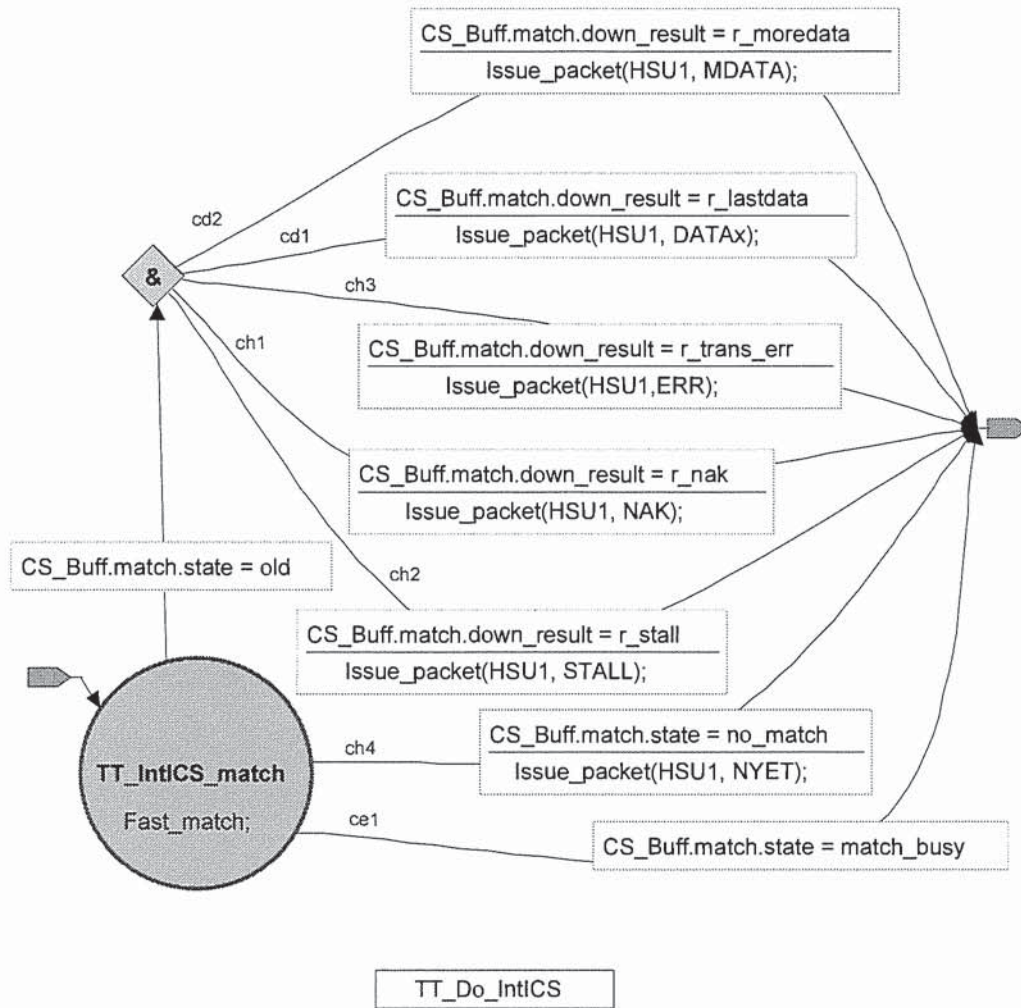 CS_Buff.match.down_result = r_moredata
Issue_packet(HSU1, MDATA);
cd2
CS_Buff.match.down_result = r_lastdata
Issue_packet(HSU1, DATAx);
cd1
&
ch3
CS_Buff.match.down_result = r_trans_err
Issue_packet(HSU1,ERR);
ch1
CS_Buff.match.down_result = r_nak
Issue_packet(HSU1, NAK);
CS_Buff.match.state = old
ch2
CS_Buff.match.down_result = r_stall
Issue_packet(HSU1, STALL);
CS_Buff.match.state = no_match
Issue_packet(HSU1, NYET);
ch4
TT_IntICS_match
Fast_match;
ce1
CS_Buff.match.state = match_busy
TT_Do_IntICS